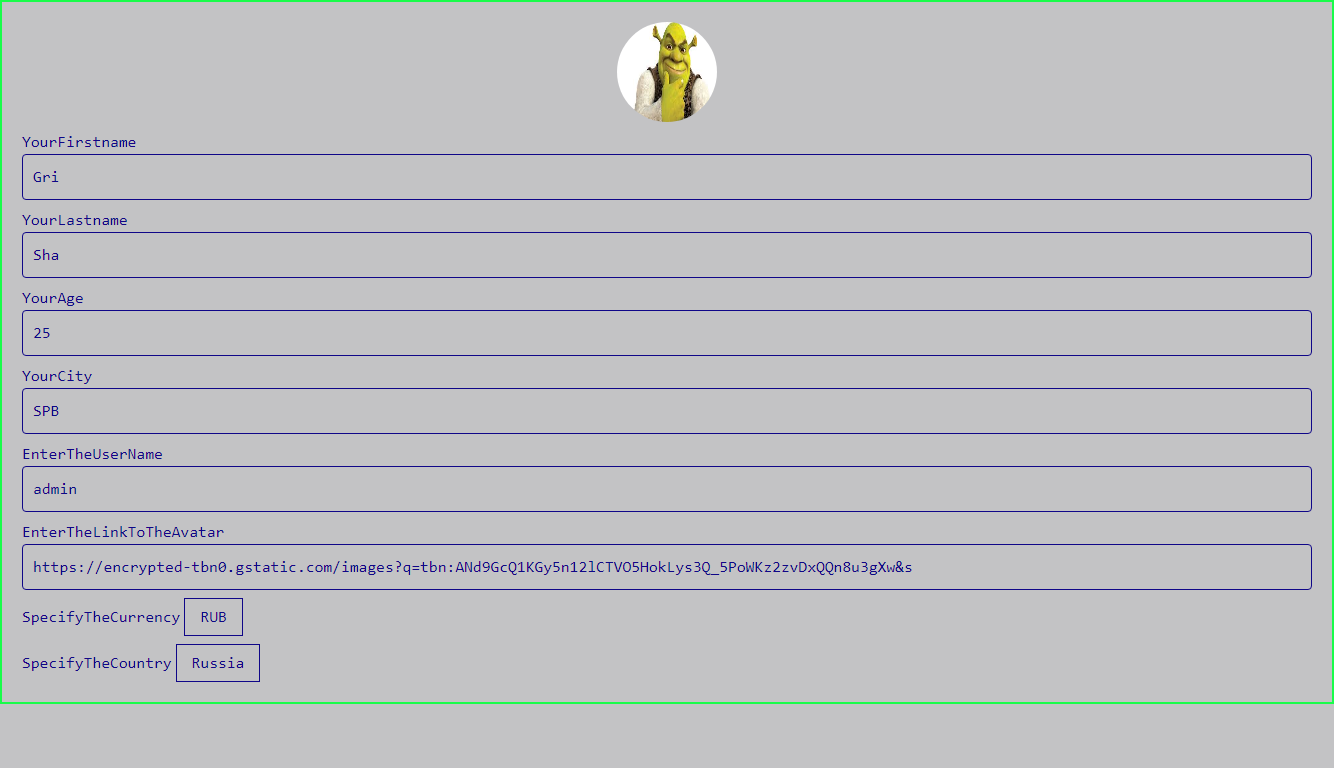 YourFirstname
Gri
YourLastname
Sha
YourAge
25
YourCity
SPB
EnterTheUserName
admin
EnterTheLinkToTheAvatar
https://encrypted-tbn0.gstatic.com/images?q=tbn:ANd9GcQ1KGy5n12lCTVO5HokLys3Q_5PoWKz2zvDxQQn8u3gXw&s
SpecifyTheCurrency RUB
SpecifyTheCountry Russia